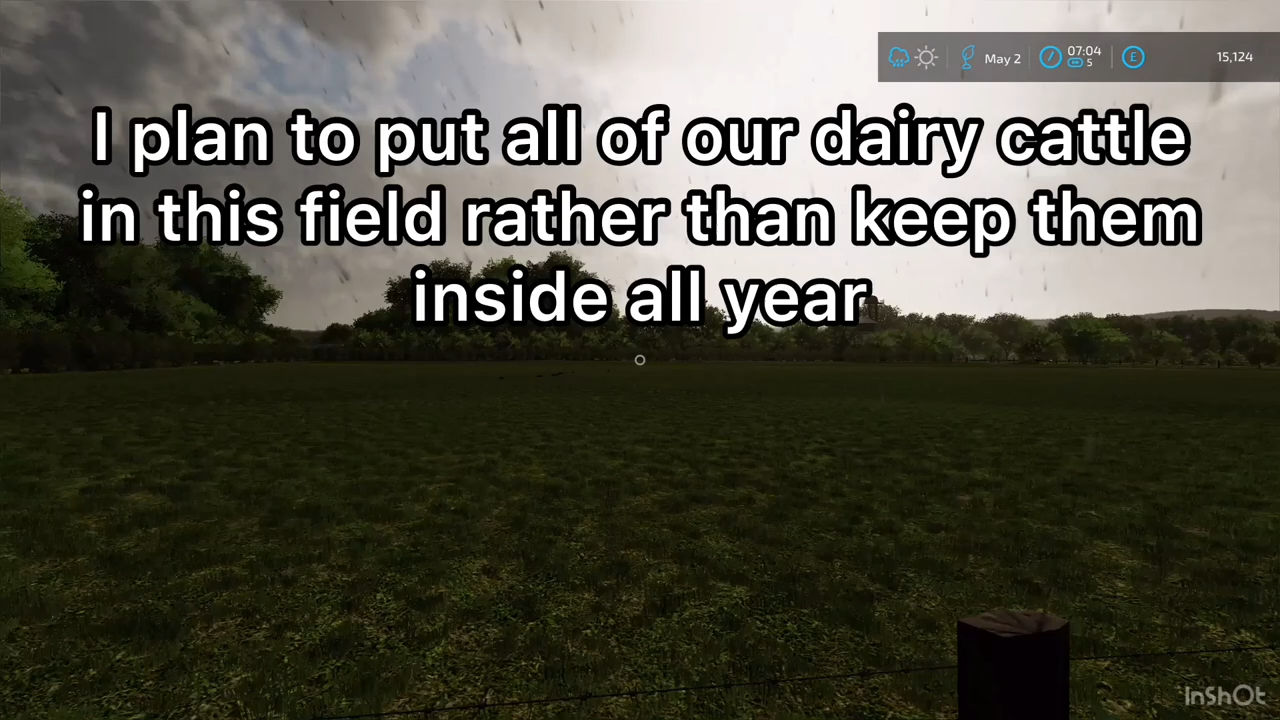 May 2
07:04
5
E
15,124
I plan to put all of our dairy cattle
in this field rather than keep them
inside all year
InShOt